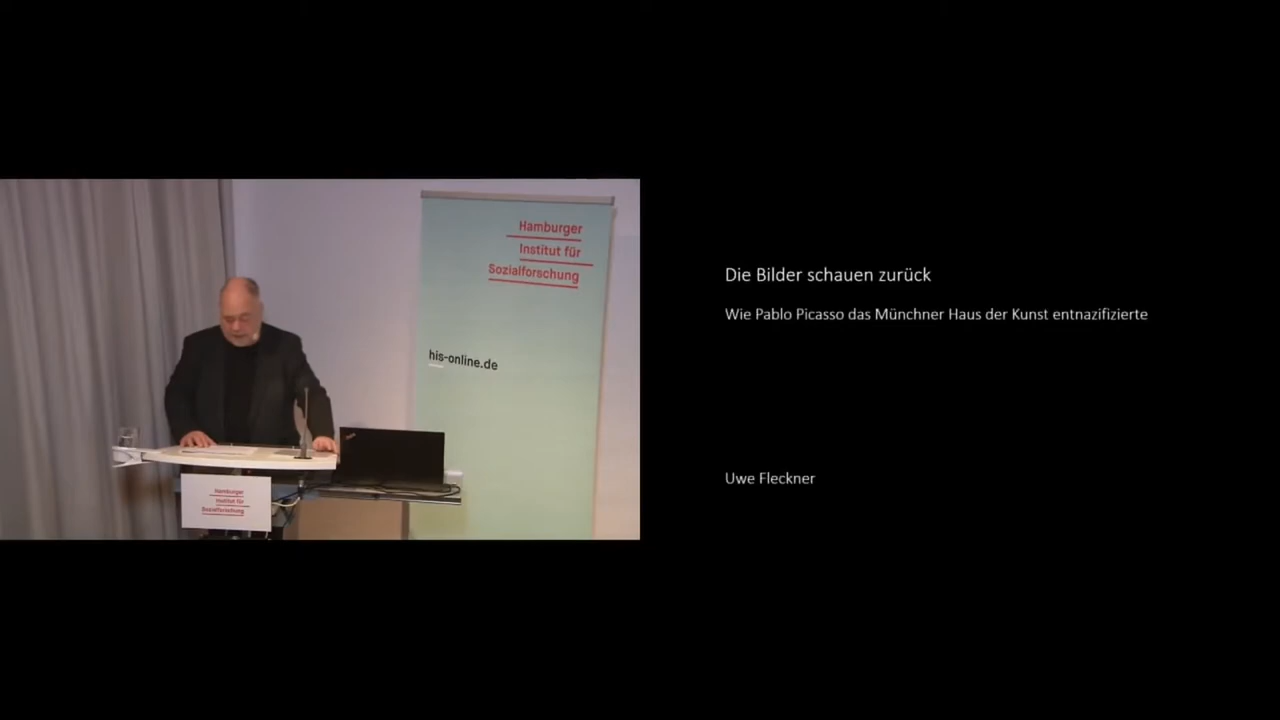 Hamburger
Institut für
Sozialforschung
his-online.de
Hamburger
Institut für
Sozialforschung
Die Bilder schauen zurück
Wie Pablo Picasso das Münchner Haus der Kunst entnazifizierte
Uwe Fleckner